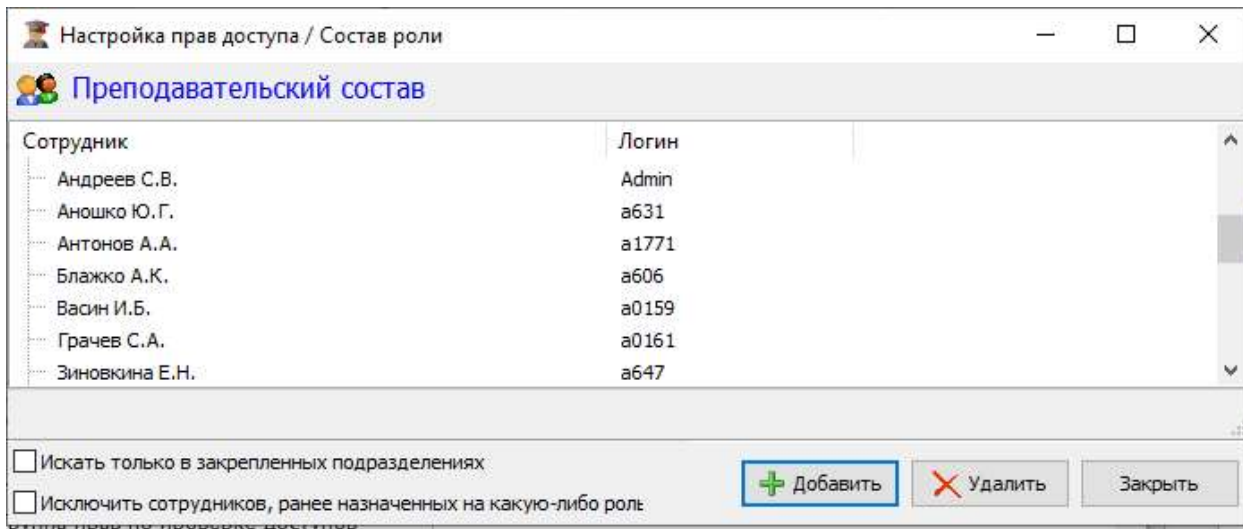 Настройка прав доступа / Состав роли
Преподавательский состав
Сотрудник Логин
Андреев С.В. Admin
Аношко Ю.Г. a631
Антонов А.А. a1771
Блажко А.К. a606
Васин И.Б. a0159
Грачев С.А. a0161
Зиновкина Е.Н. a647
Искать только в закрепленных подразделениях
Исключить сотрудников, ранее назначенных на какую-либо роль
Добавить Удалить Закрыть